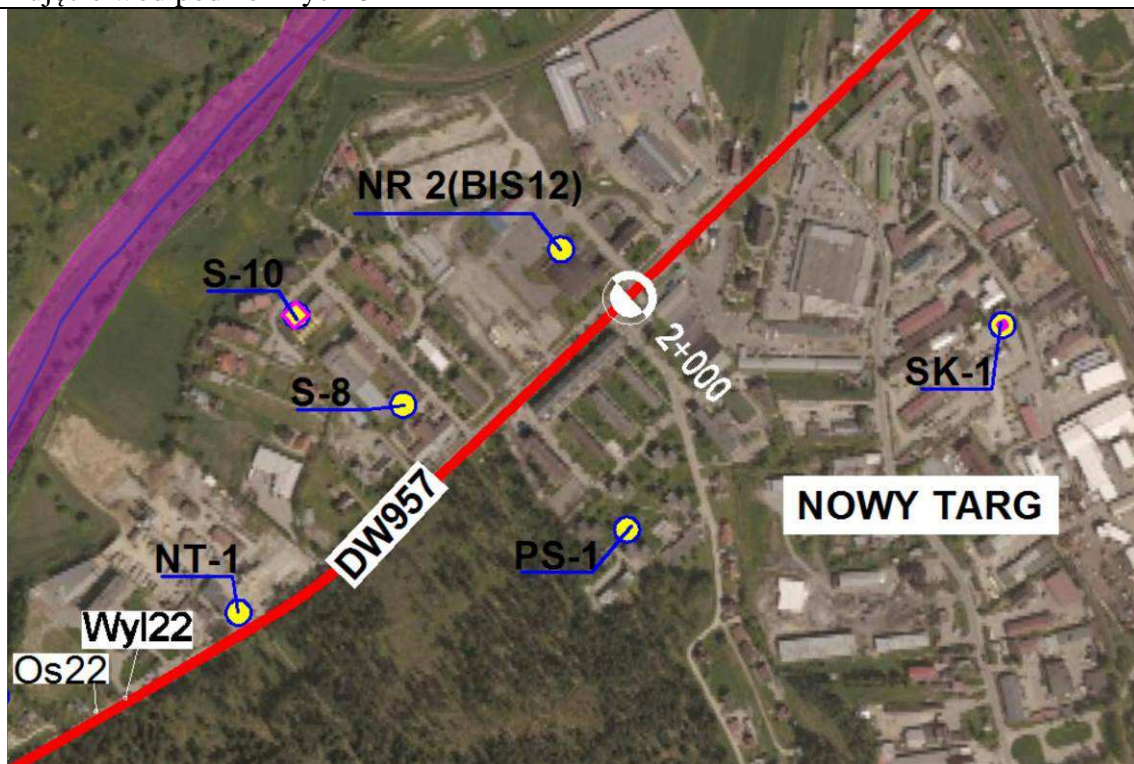 NR 2(BIS12)
S-10
2+000
SK-1
S-8
DW957
NOWY TARG
PS-1
NT-1
Wyl22
Os22